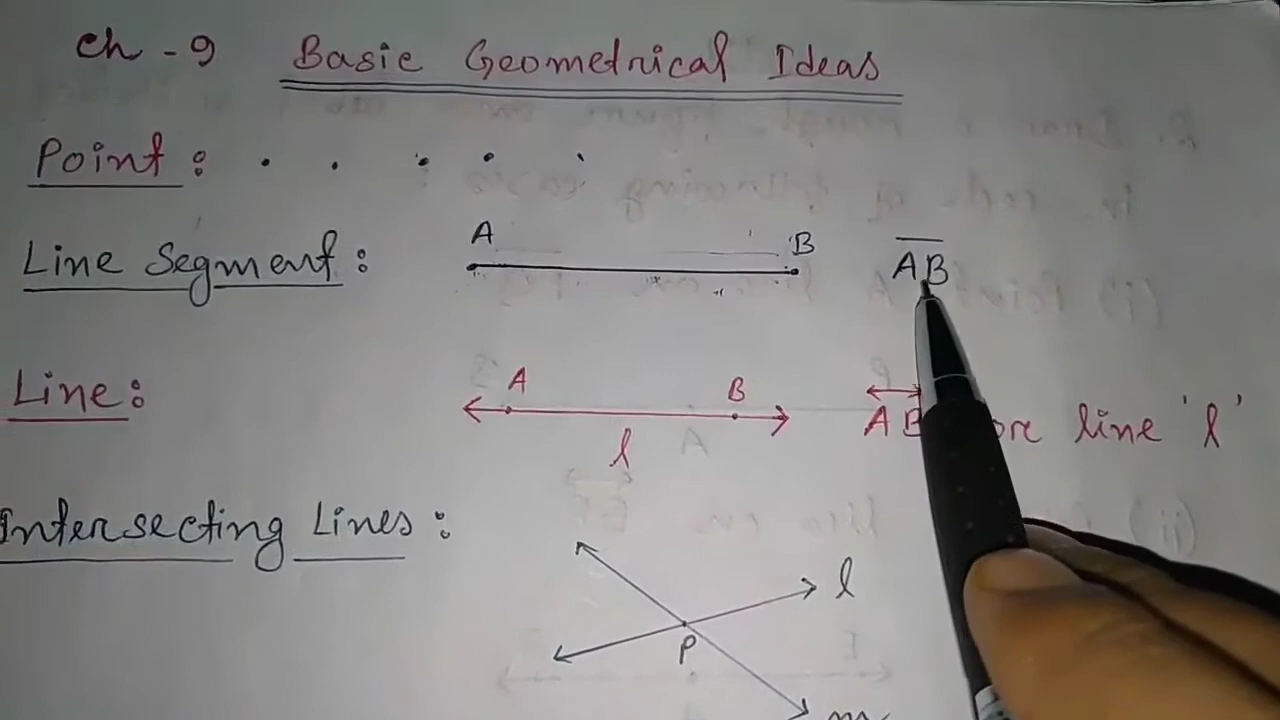 Ch - 9 Basic Geometrical Ideas
Point :
Line Segment : A B AB
Line : A B l AB or line 'l'
Intersecting Lines : l
P
m